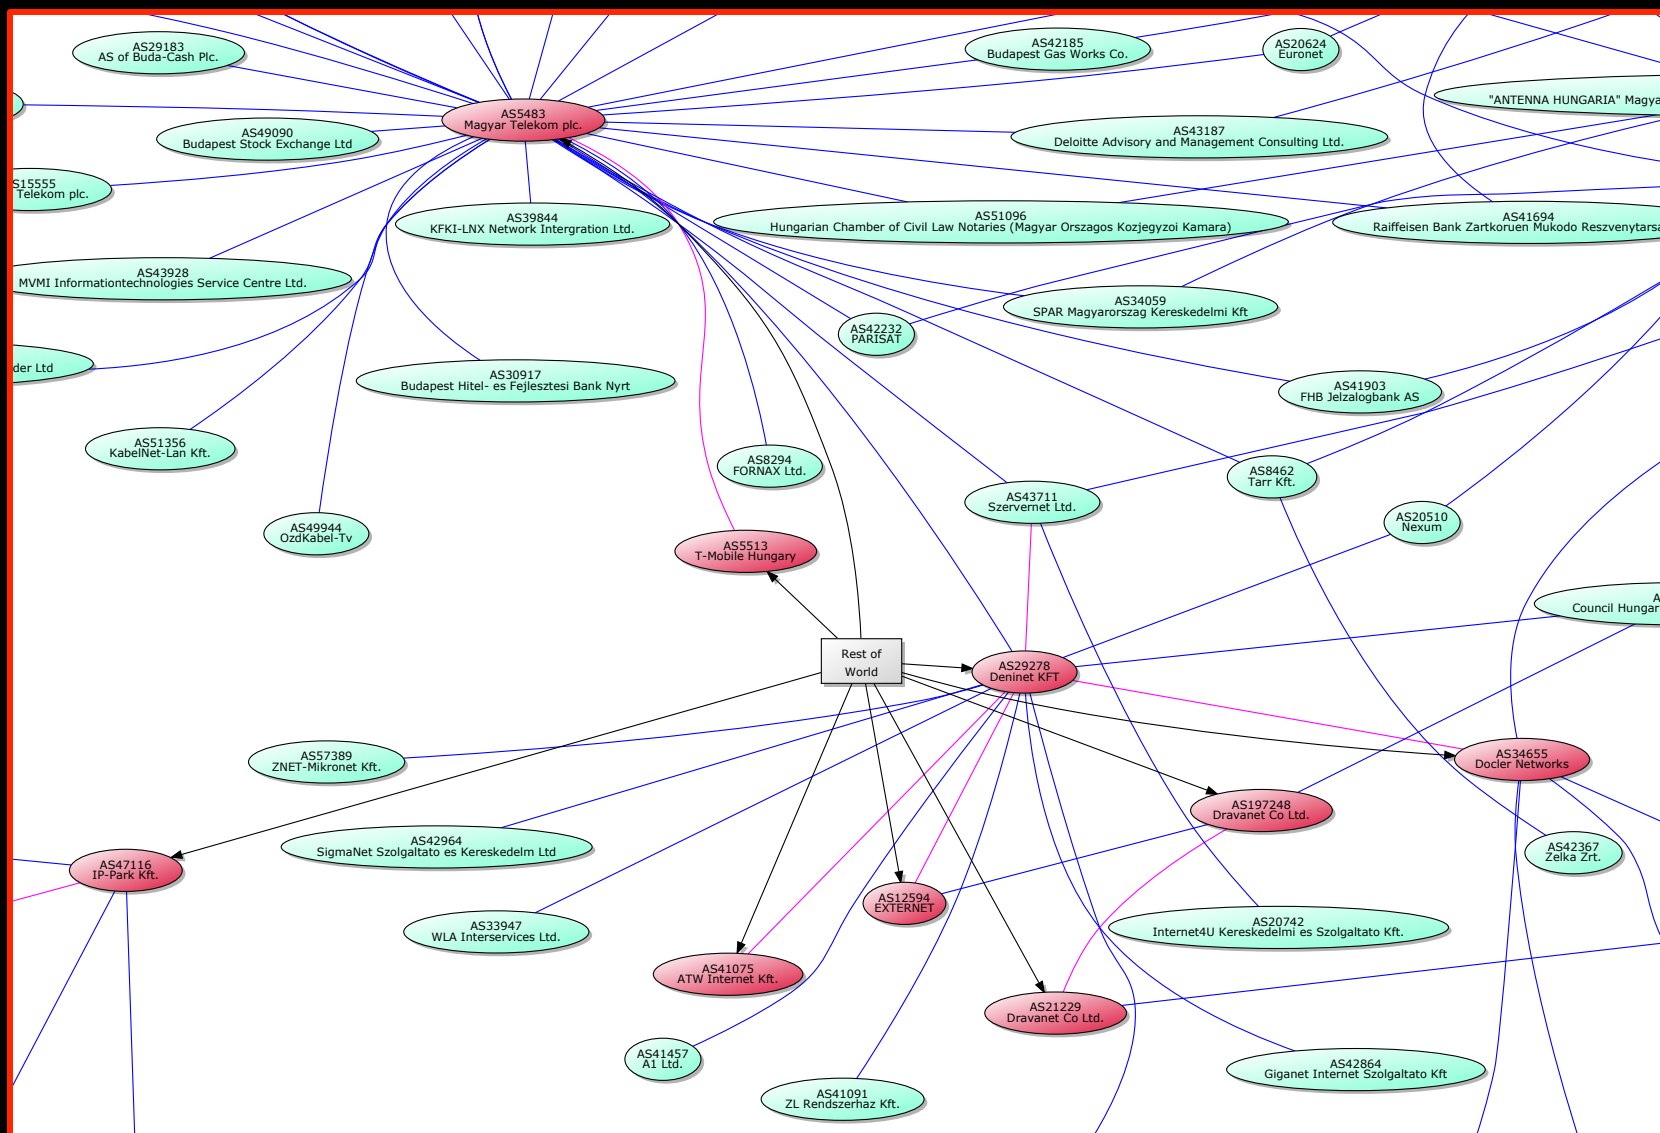 AS29183
AS of Buda-Cash Plc.
AS42185
Budapest Gas Works Co.
AS20624
Euronet
"ANTENNA HUNGARIA" Magya
AS5483
Magyar Telekom plc.
AS49090
Budapest Stock Exchange Ltd
AS43187
Deloitte Advisory and Management Consulting Ltd.
S15555
Telekom plc.
AS39844
KFKI-LNX Network Intergration Ltd.
AS51096
Hungarian Chamber of Civil Law Notaries (Magyar Orszagos Kozjegyzoi Kamara)
AS41694
Raiffeisen Bank Zartkoruen Mukodo Reszvenytarsa
AS43928
MVMI Informationtechnologies Service Centre Ltd.
AS34059
SPAR Magyarorszag Kereskedelmi Kft
AS42232
PARISAT
der Ltd
AS30917
Budapest Hitel- es Fejlesztesi Bank Nyrt
AS41903
FHB Jelzalogbank AS
AS51356
KabelNet-Lan Kft.
AS8294
FORNAX Ltd.
AS8462
Tarr Kft.
AS43711
Szervernet Ltd.
AS20510
Nexum
AS49944
OzdKabel-Tv
AS5513
T-Mobile Hungary
A
Council Hungar
Rest of
World
AS29278
Deninet KFT
AS57389
ZNET-Mikronet Kft.
AS34655
Docler Networks
AS197248
Dravanet Co Ltd.
AS42964
SigmaNet Szolgaltato es Kereskedelm Ltd
AS42367
Zelka Zrt.
AS47116
IP-Park Kft.
AS12594
EXTERNET
AS33947
WLA Interservices Ltd.
AS20742
Internet4U Kereskedelmi es Szolgaltato Kft.
AS41075
ATW Internet Kft.
AS21229
Dravanet Co Ltd.
AS41457
A1 Ltd.
AS42864
Giganet Internet Szolgaltato Kft
AS41091
ZL Rendszerhaz Kft.